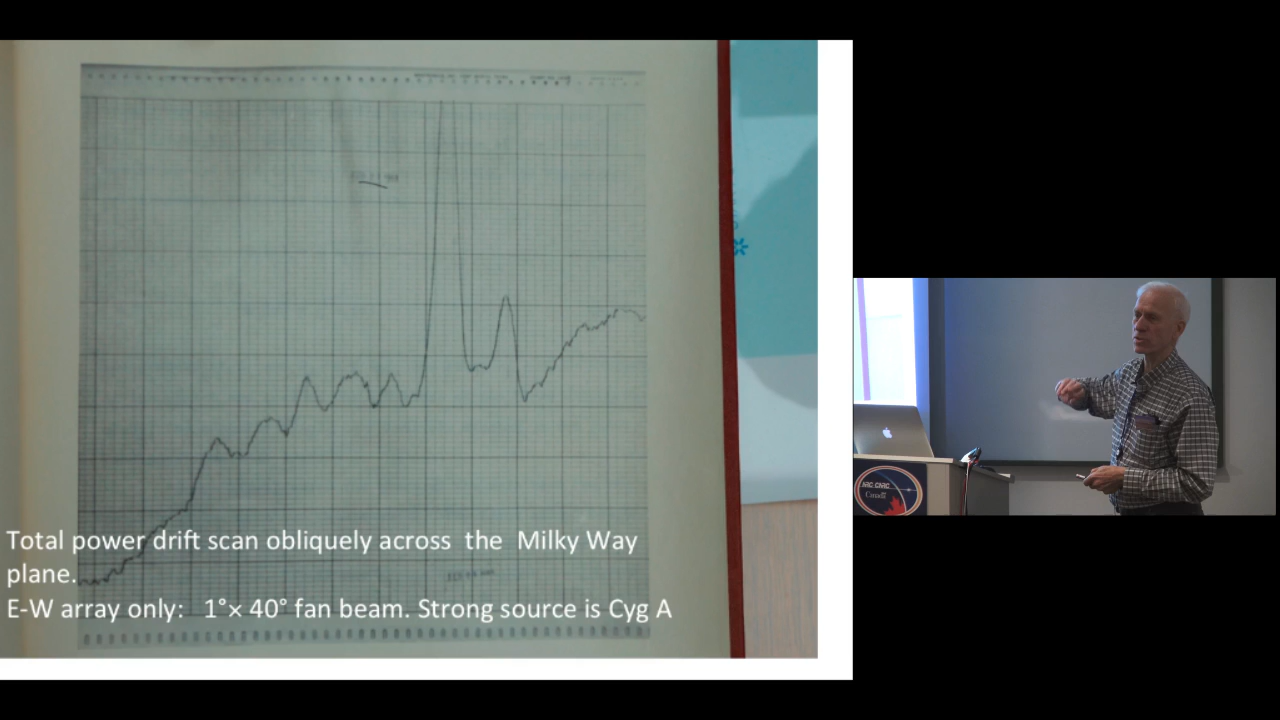 Total power drift scan obliquely across the Milky Way
plane.
E-W array only: 1°× 40° fan beam. Strong source is Cyg A
Canada